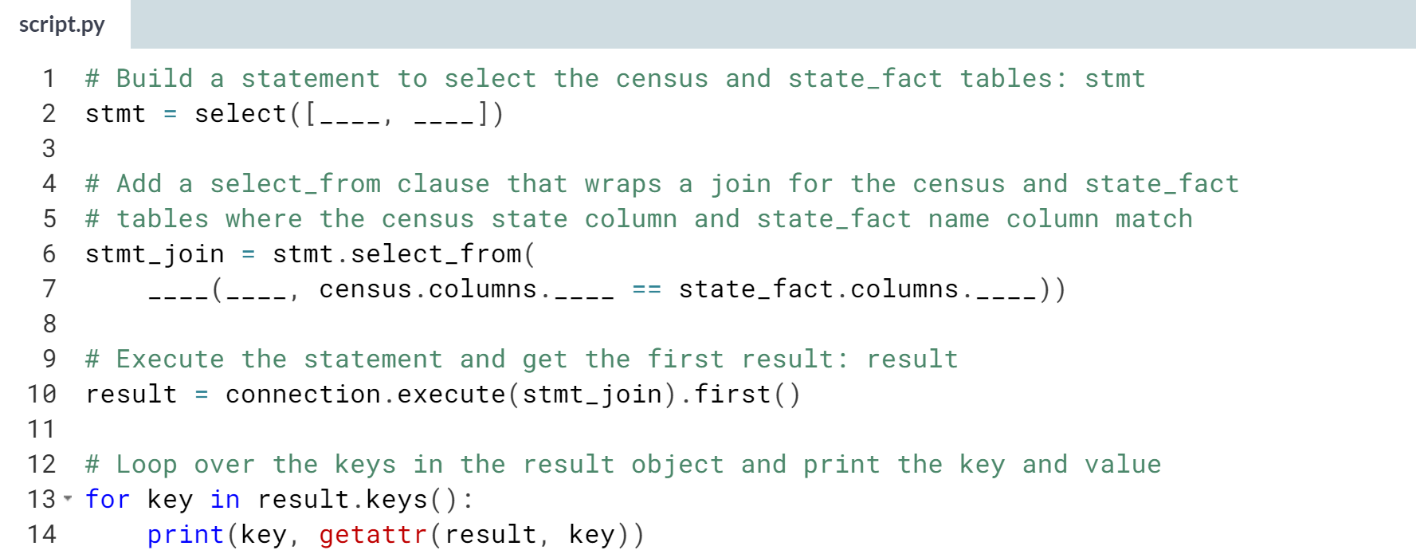 script.py
1 # Build a statement to select the census and state_fact tables: stmt
2 stmt = select([____, ____])
3
4 # Add a select_from clause that wraps a join for the census and state_fact
5 # tables where the census state column and state_fact name column match
6 stmt_join = stmt.select_from(
7     ____(____, census.columns.____ == state_fact.columns.____))
8
9 # Execute the statement and get the first result: result
10 result = connection.execute(stmt_join).first()
11
12 # Loop over the keys in the result object and print the key and value
13 for key in result.keys():
14     print(key, getattr(result, key))